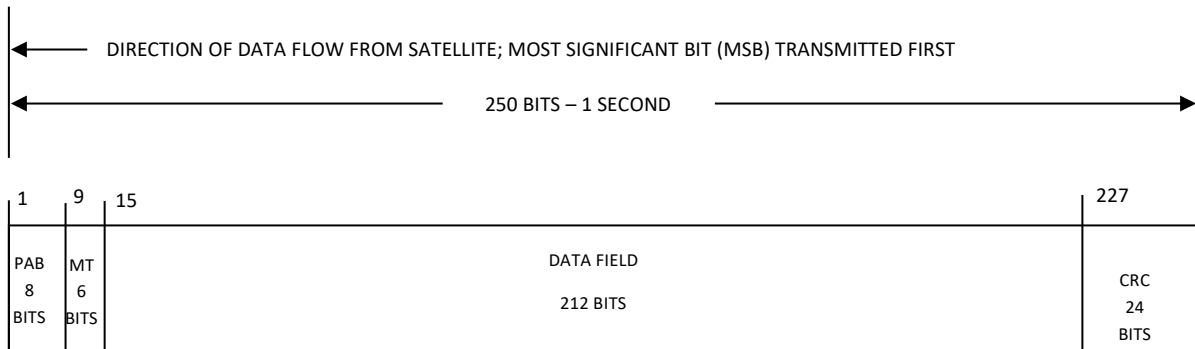 DIRECTION OF DATA FLOW FROM SATELLITE; MOST SIGNIFICANT BIT (MSB) TRANSMITTED FIRST
250 BITS – 1 SECOND
1 9 15 227
PAB
8
BITS
MT
6
BITS
DATA FIELD
212 BITS
CRC
24
BITS